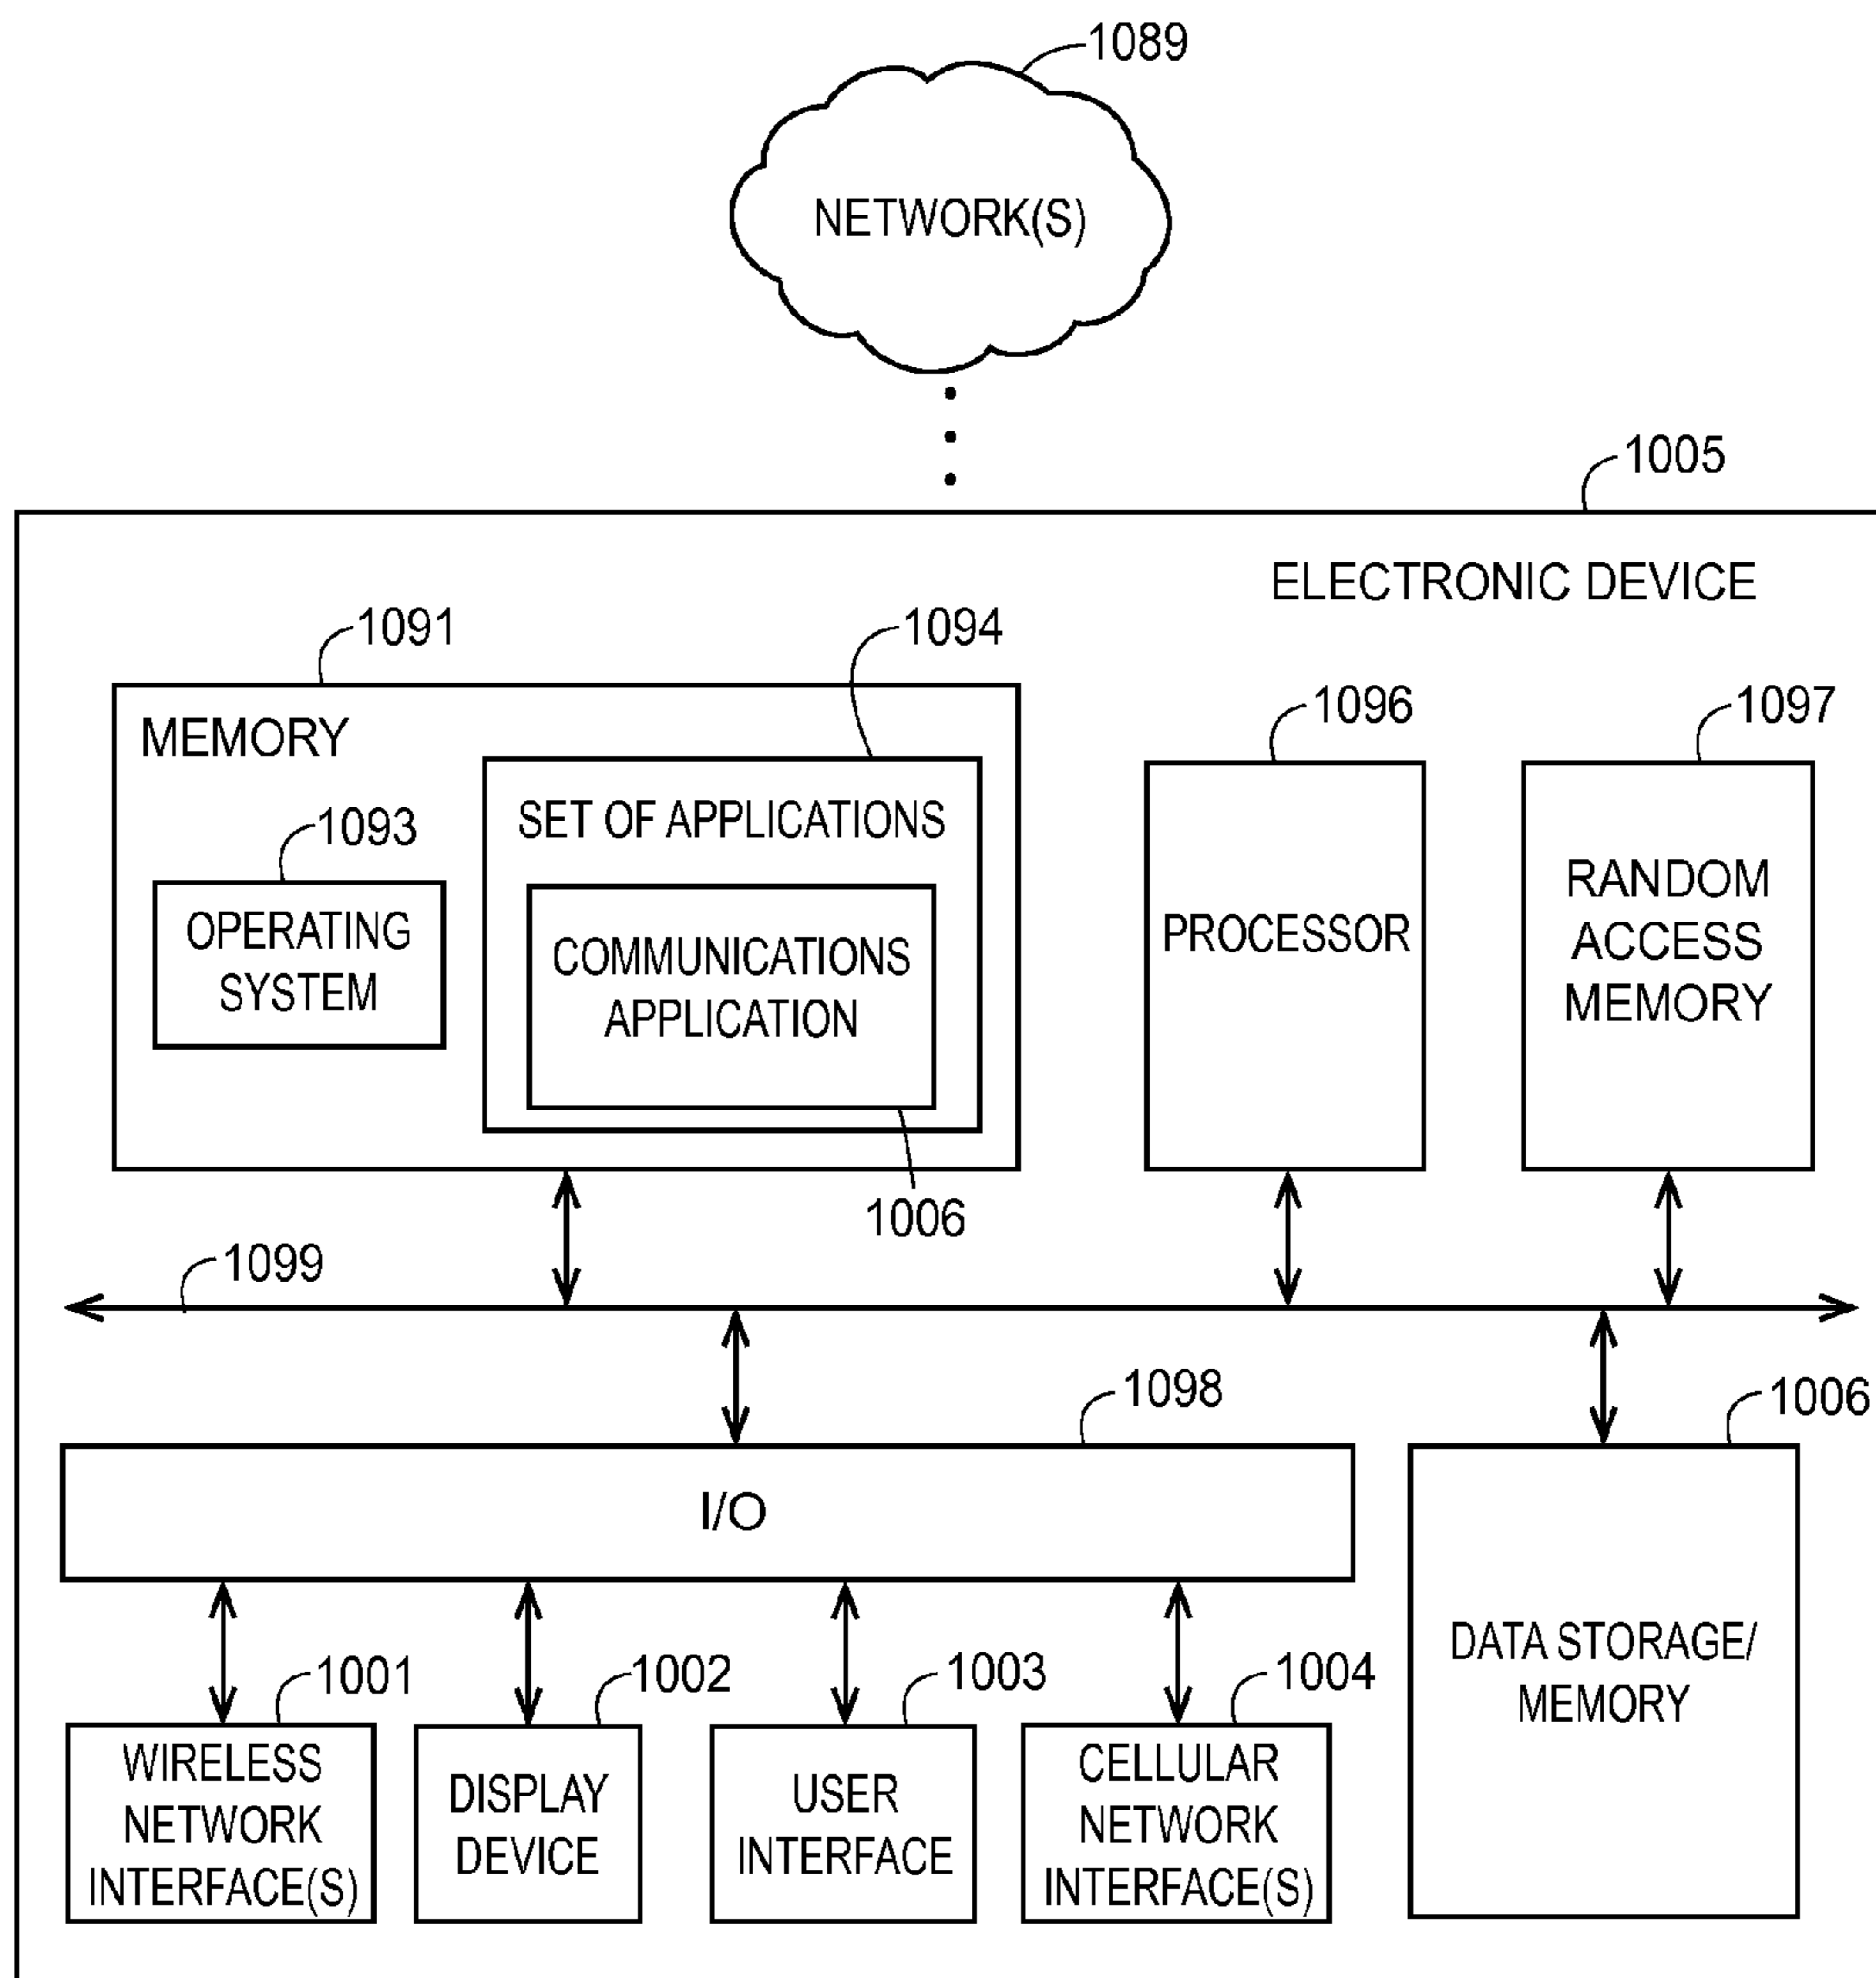 1089
NETWORK(S)
1005
ELECTRONIC DEVICE
1091
1094
MEMORY
1096
1097
SET OF APPLICATIONS
1093
OPERATING
SYSTEM
COMMUNICATIONS
APPLICATION
PROCESSOR
RANDOM
ACCESS
MEMORY
1006
1099
1098
1006
I/O
DATA STORAGE/
MEMORY
1001
1002
1003
1004
WIRELESS
NETWORK
INTERFACE(S)
DISPLAY
DEVICE
USER
INTERFACE
CELLULAR
NETWORK
INTERFACE(S)